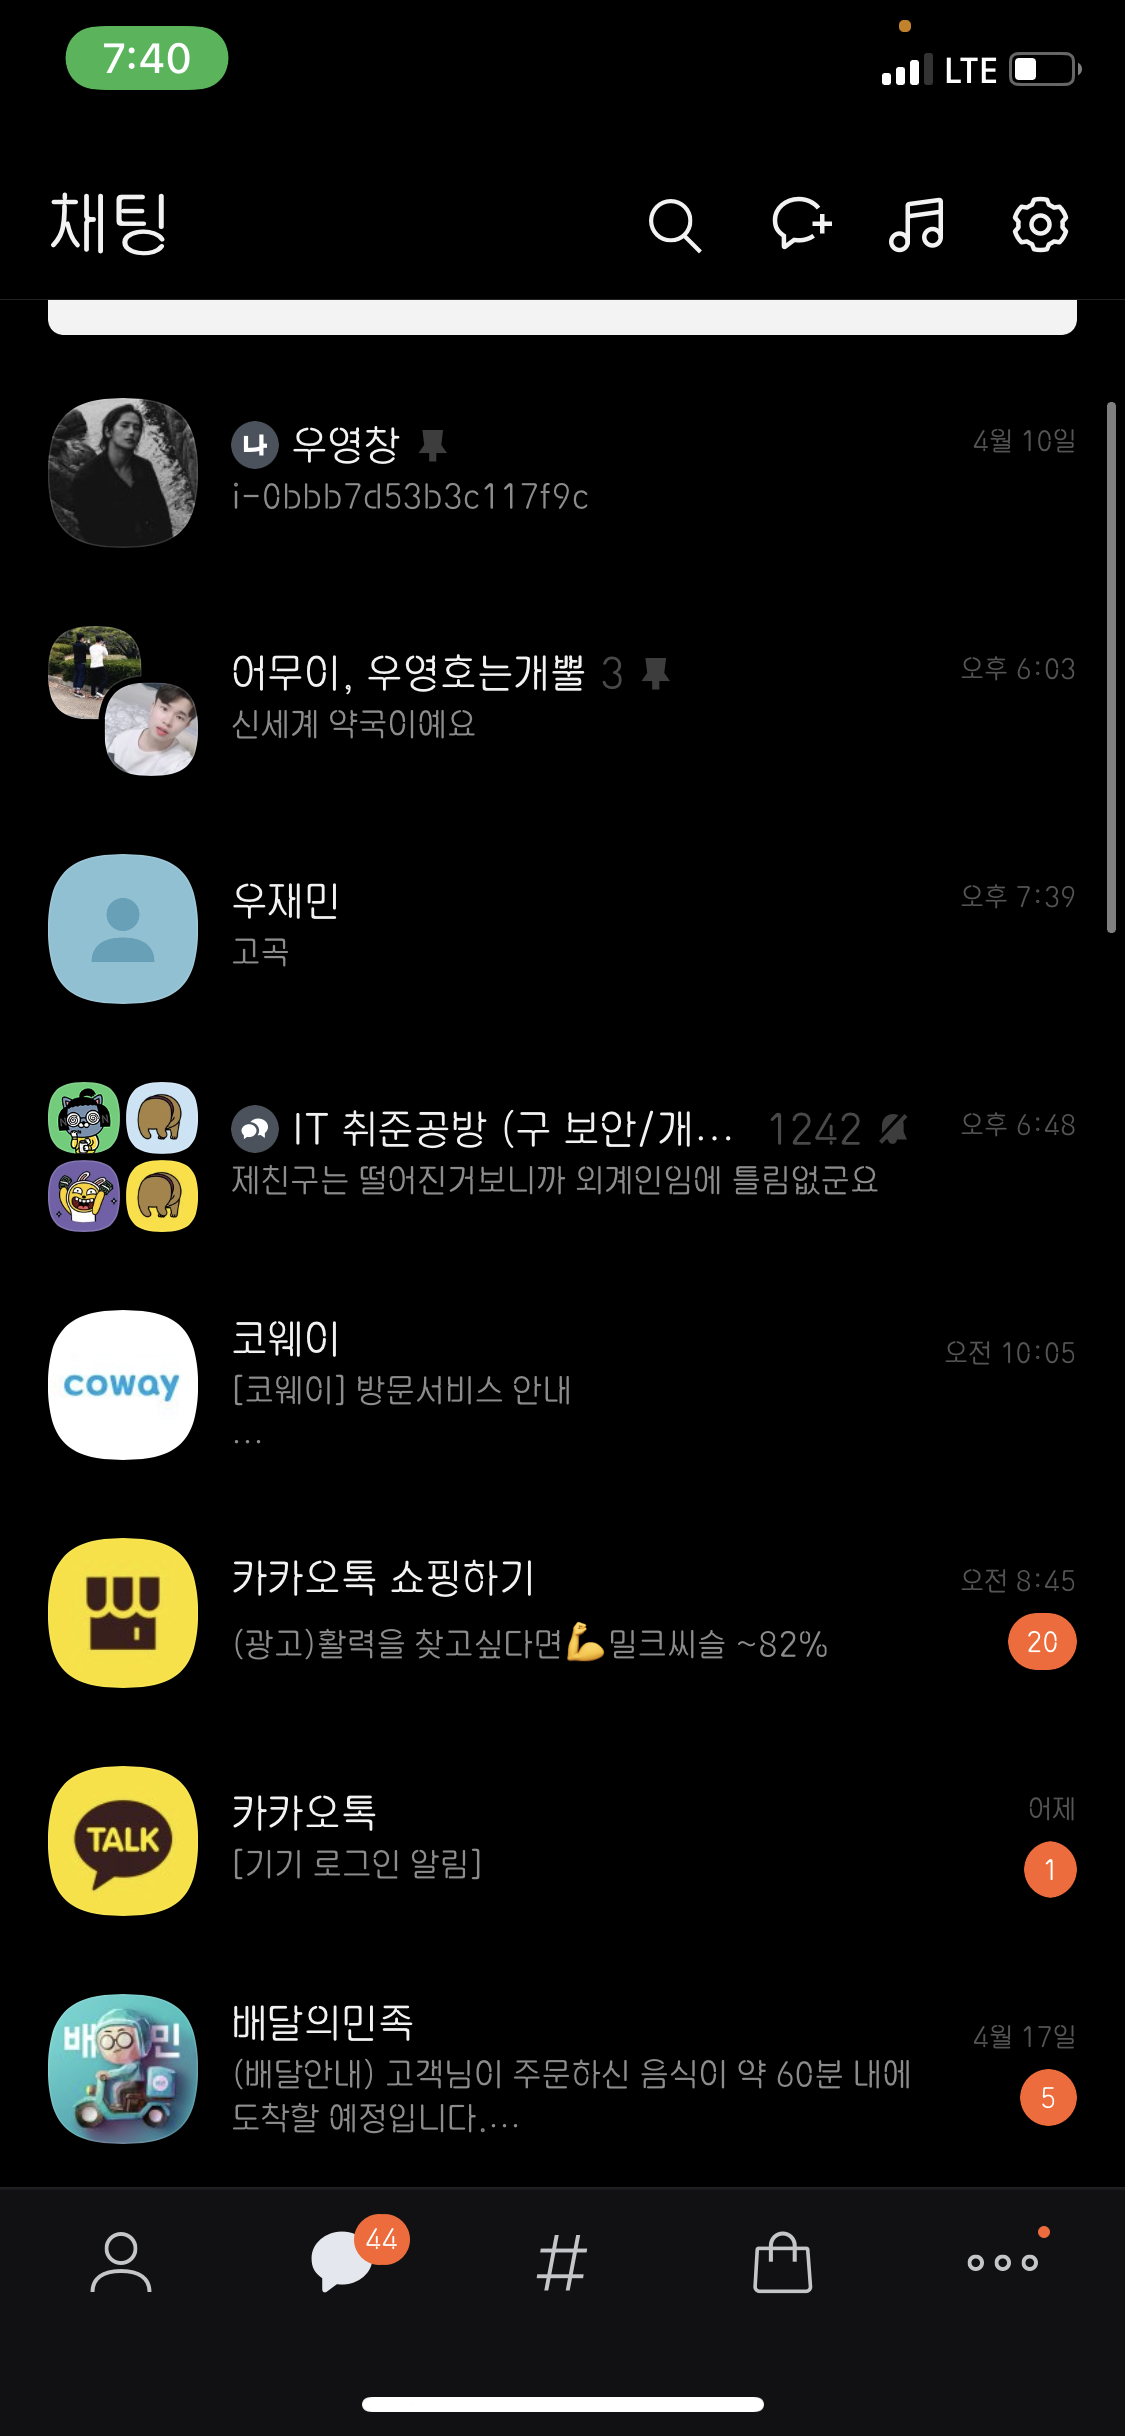 7:40
LTE
채팅
나 우영창
4월 10일
i-0bbb7d53b3c117f9c
어무이, 우영호는개뿔 3
오후 6:03
신세계 약국이예요
우재민
오후 7:39
고곡
IT 취준공방 (구 보안/개... 1242
오후 6:48
제친구는 떨어진거보니까 외계인임에 틀림없군요
코웨이
오전 10:05
coway
[코웨이] 방문서비스 안내
...
카카오톡 쇼핑하기
오전 8:45
(광고)활력을 찾고싶다면💪밀크씨슬 ~82%
20
카카오톡
어제
TALK
[기기 로그인 알림]
1
배달의민족
4월 17일
배 민
(배달안내) 고객님이 주문하신 음식이 약 60분 내에
도착할 예정입니다....
5
44